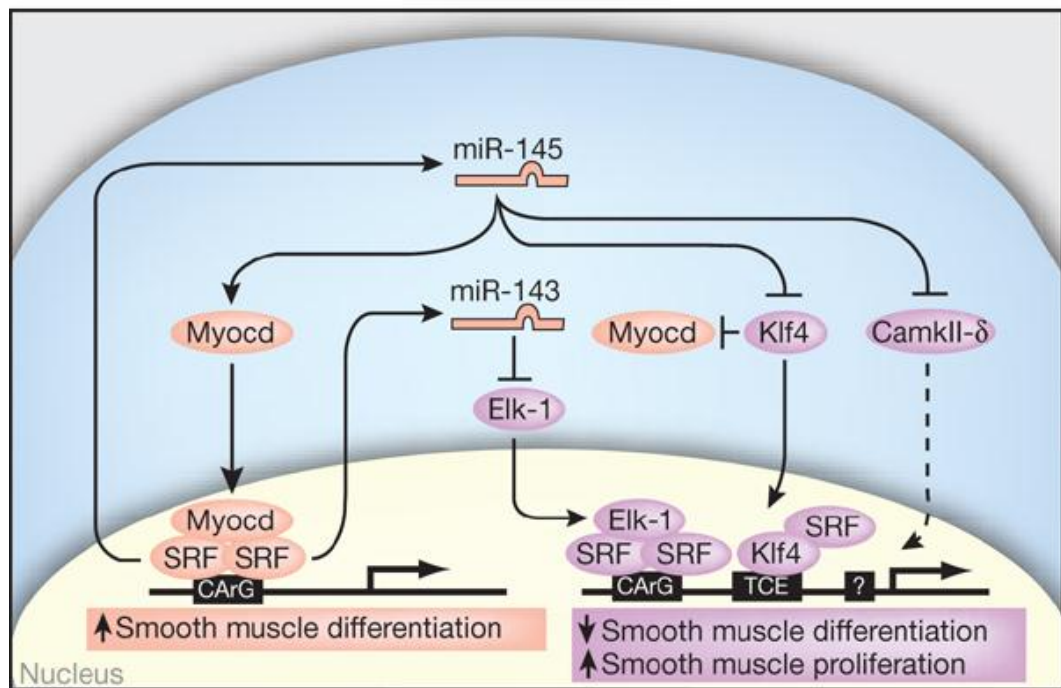 miR-145
miR-143
Myocd
Myocd
Klf4
CamkII-δ
Elk-1
Myocd
SRF SRF
CArG
Elk-1
SRF SRF
CArG
SRF
Klf4
TCE
?
Smooth muscle differentiation
Smooth muscle differentiation
Smooth muscle proliferation
Nucleus